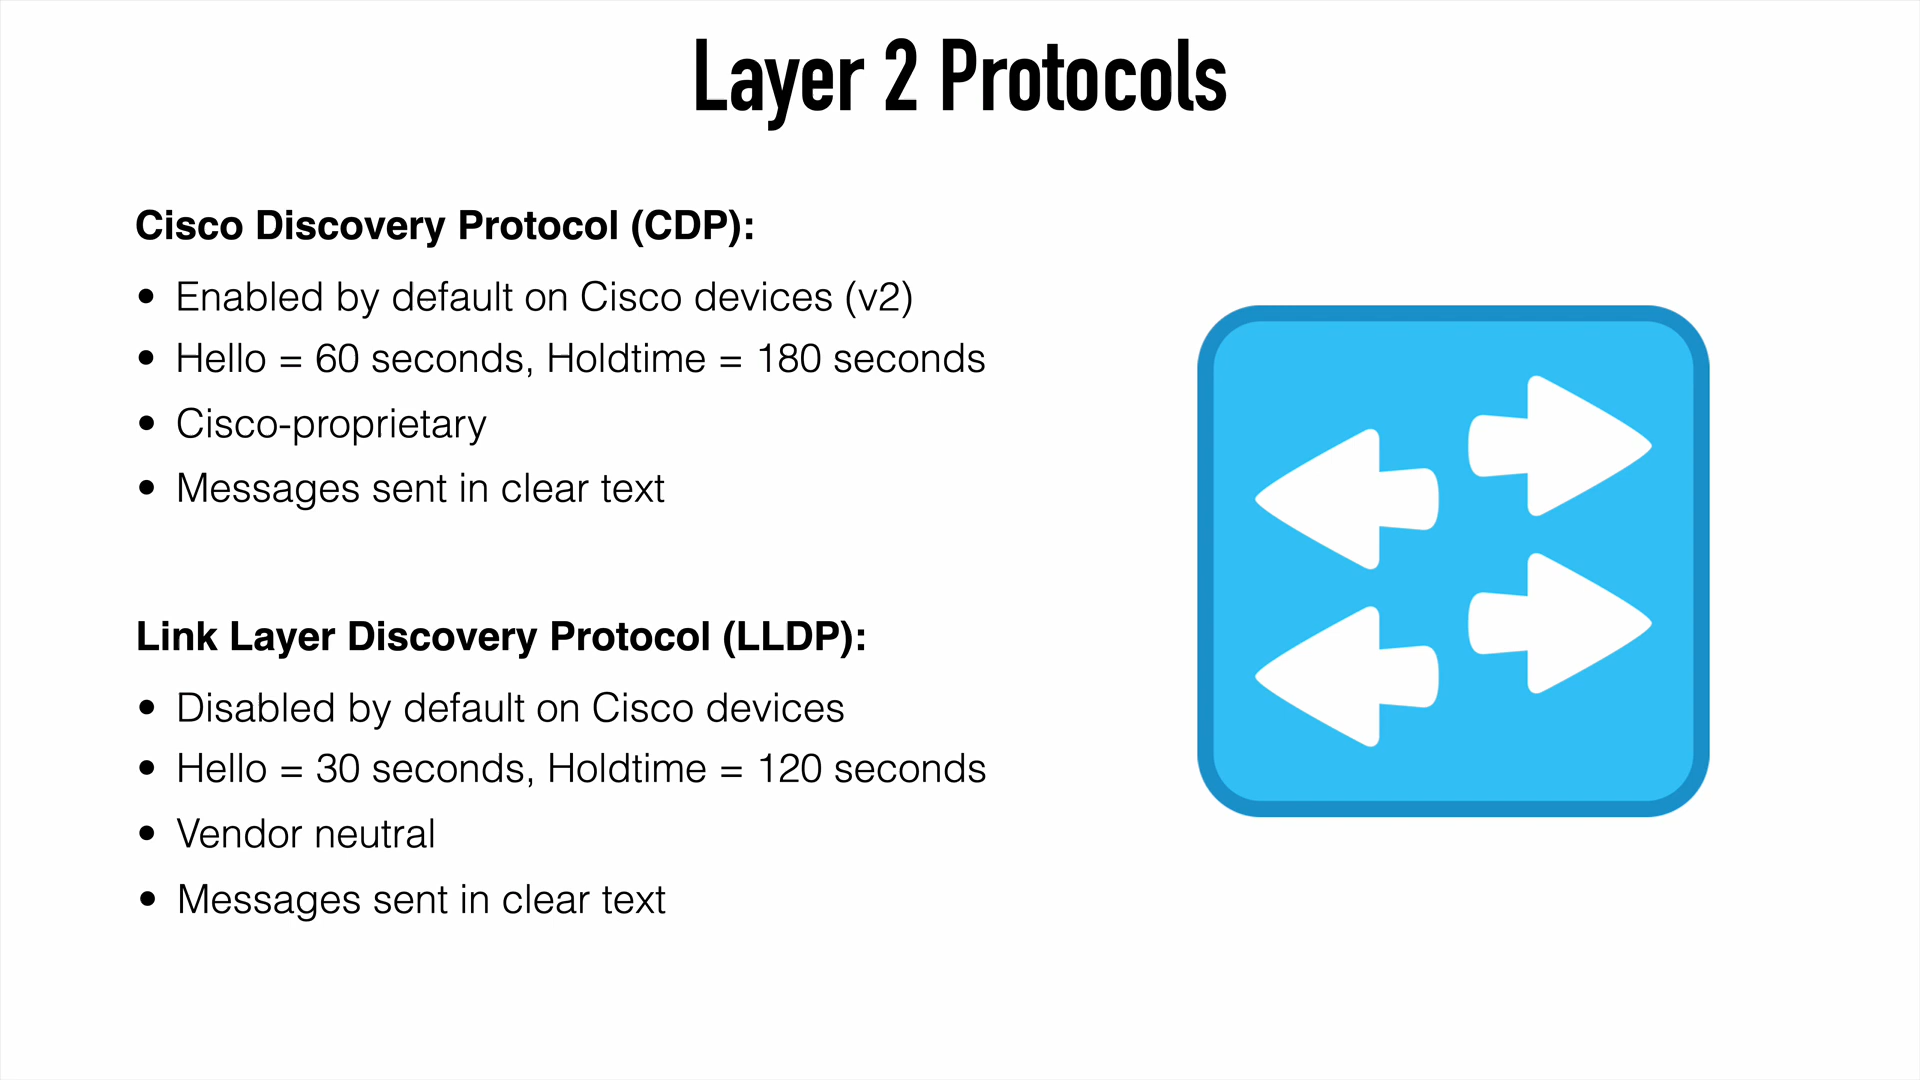 Layer 2 Protocols
Cisco Discovery Protocol (CDP):
• Enabled by default on Cisco devices (v2)
• Hello = 60 seconds, Holdtime = 180 seconds
• Cisco-proprietary
• Messages sent in clear text
Link Layer Discovery Protocol (LLDP):
• Disabled by default on Cisco devices
• Hello = 30 seconds, Holdtime = 120 seconds
• Vendor neutral
• Messages sent in clear text